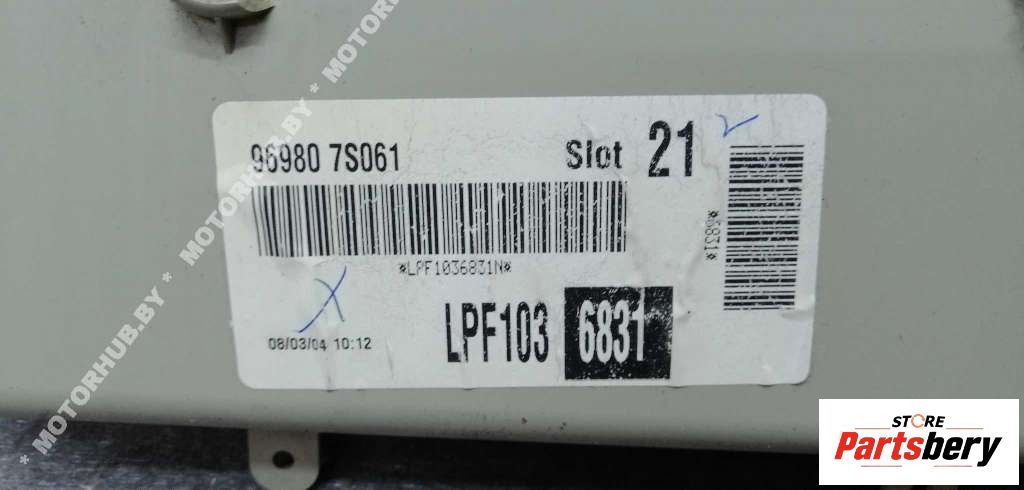 96980 7S061
Slot 21
*LPF1036831N*
*6831*
08/03/04 10:12
LPF103 6831
* MOTORHUB.BY * MOTORHUB.BY * MOTORHUB.BY *
STORE
Partsbery